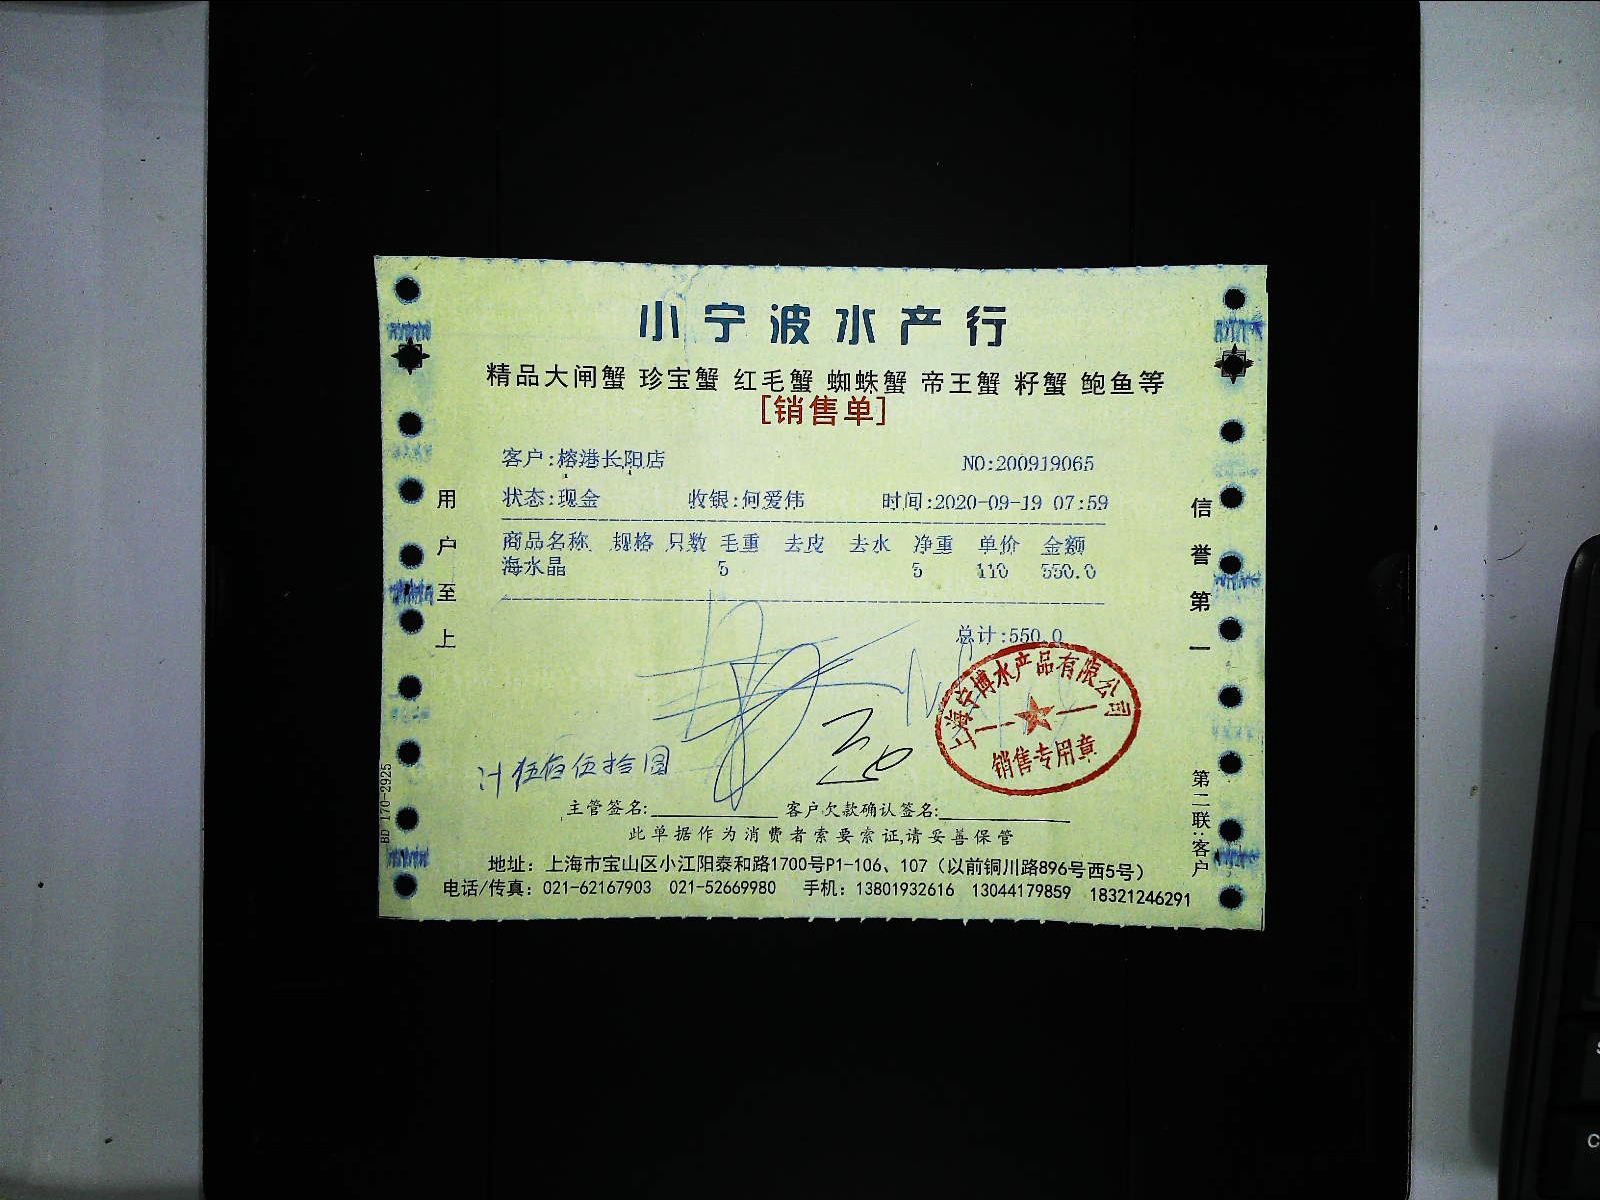 小宁波水产行
精品大闸蟹 珍宝蟹 红毛蟹 蜘蛛蟹 帝王蟹 籽蟹 鲍鱼等
[销售单]
客户:榕港长阳店 NO:200919065
状态:现金 收银:何爱伟 时间:2020-09-19 07:59
商品名称 规格 只数 毛重 去皮 去水 净重 单价 金额
海水晶 5 5 110 550.0
总计:550.0
上海宁博水产品有限公司
销售专用章
计伍佰伍拾圆
主管签名: 客户欠款确认签名:
此单据作为消费者索要索证,请妥善保管
地址：上海市宝山区小江阳泰和路1700号P1-106、107（以前铜川路896号西5号）
电话/传真：021-62167903 021-52669980 手机：13801932616 13044179859 18321246291
用户至上
信誉第一
第二联:客户
BD 170-2925